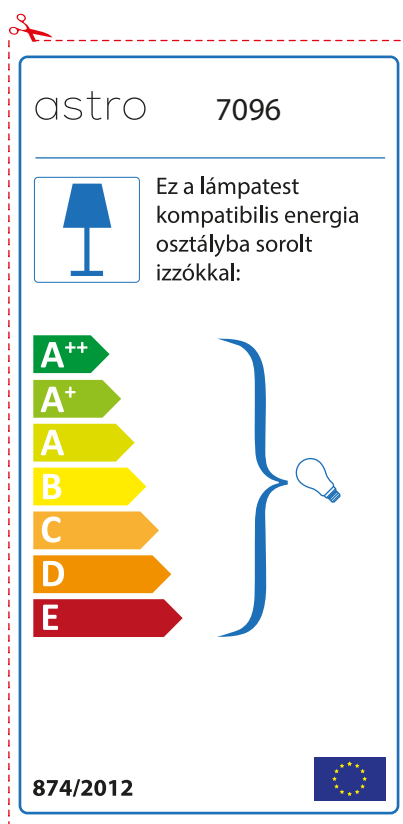 astro 7096
Ez a lámpatest
kompatibilis energia
osztályba sorolt
izzókkal:
A++
A+
A
B
C
D
E
874/2012